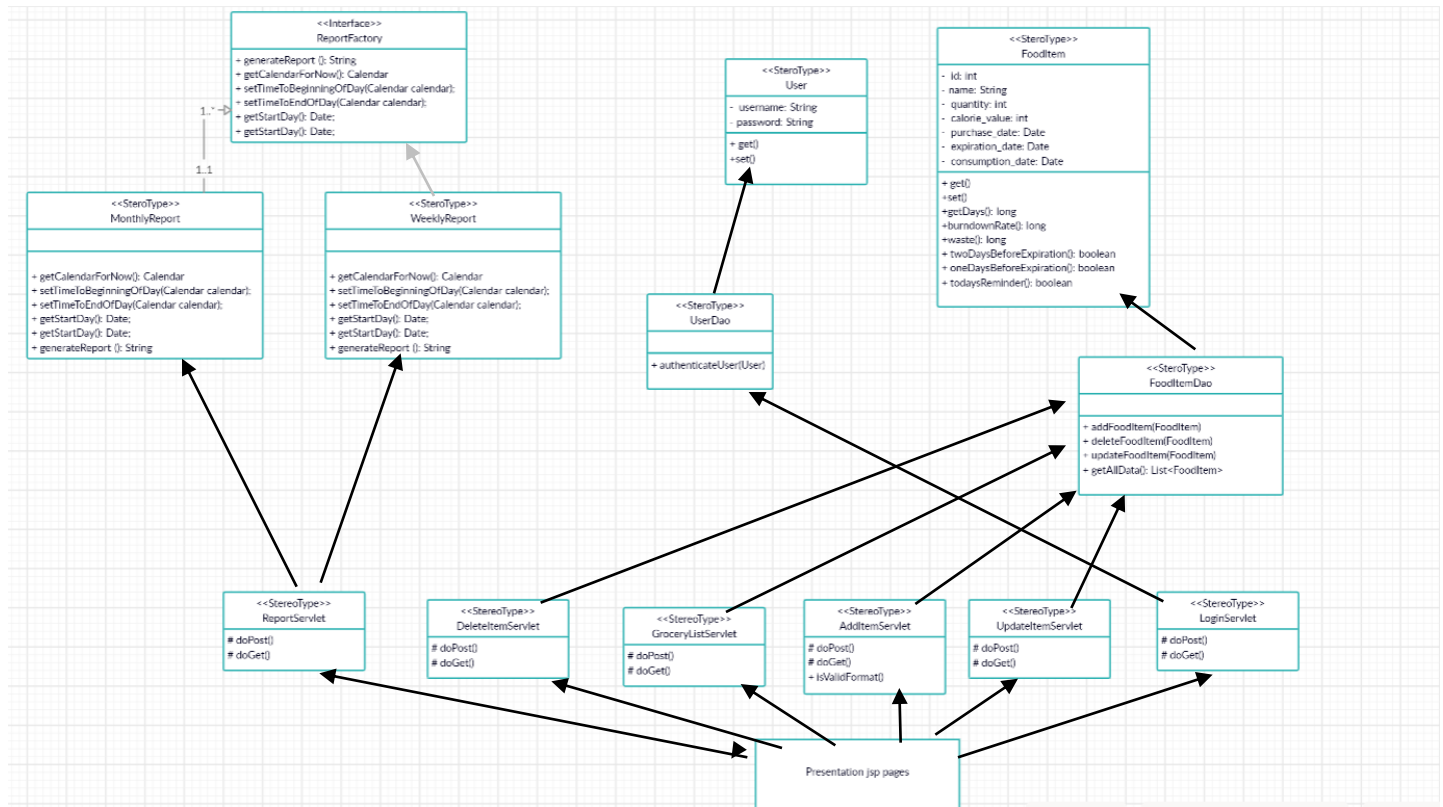 <<Interface>>
ReportFactory
+ generateReport (): String
+ getCalendarForNow(): Calendar
+ setTimeToBeginningOfDay(Calendar calendar);
+ setTimeToEndOfDay(Calendar calendar);
+ getStartDay(): Date;
+ getStartDay(): Date;
1..*
1..1
<<SteroType>>
MonthlyReport
+ getCalendarForNow(): Calendar
+ setTimeToBeginningOfDay(Calendar calendar);
+ setTimeToEndOfDay(Calendar calendar);
+ getStartDay(): Date;
+ getStartDay(): Date;
+ generateReport (): String
<<SteroType>>
WeeklyReport
+ getCalendarForNow(): Calendar
+ setTimeToBeginningOfDay(Calendar calendar);
+ setTimeToEndOfDay(Calendar calendar);
+ getStartDay(): Date;
+ getStartDay(): Date;
+ generateReport (): String
<<SteroType>>
User
- username: String
- password: String
+ get()
+set()
<<SteroType>>
FoodItem
- id: int
- name: String
- quantity: int
- calorie_value: int
- purchase_date: Date
- expiration_date: Date
- consumption_date: Date
+ get()
+set()
+getDays(): long
+burndownRate(): long
+waste(): long
+ twoDaysBeforeExpiration(): boolean
+ oneDaysBeforeExpiration(): boolean
+ todaysReminder(): boolean
<<SteroType>>
UserDao
+ authenticateUser(User)
<<SteroType>>
FoodItemDao
+ addFoodItem(FoodItem)
+ deleteFoodItem(FoodItem)
+ updateFoodItem(FoodItem)
+ getAllData(): List<FoodItem>
<<StereoType>>
ReportServlet
# doPost()
# doGet()
<<StereoType>>
DeleteItemServlet
# doPost()
# doGet()
<<StereoType>>
GroceryListServlet
# doPost()
# doGet()
<<StereoType>>
AddItemServlet
# doPost()
# doGet()
+ isValidFormat()
<<StereoType>>
UpdateItemServlet
# doPost()
# doGet()
<<StereoType>>
LoginServlet
# doPost()
# doGet()
Presentation jsp pages